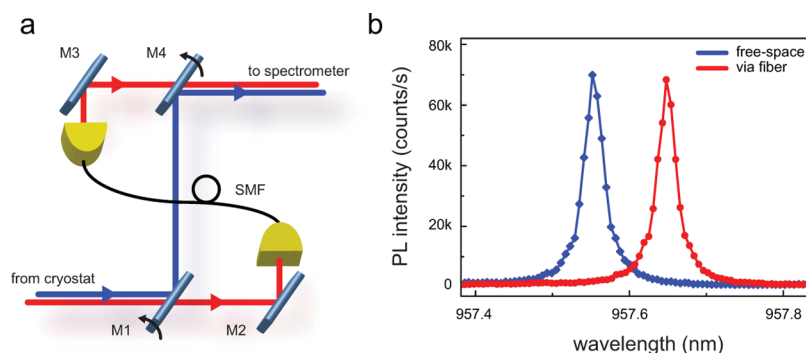 a
M3
M4
to spectrometer
SMF
from cryostat
M1
M2
b
80k
60k
40k
20k
0
PL intensity (counts/s)
free-space
via fiber
957.4
957.6
957.8
wavelength (nm)